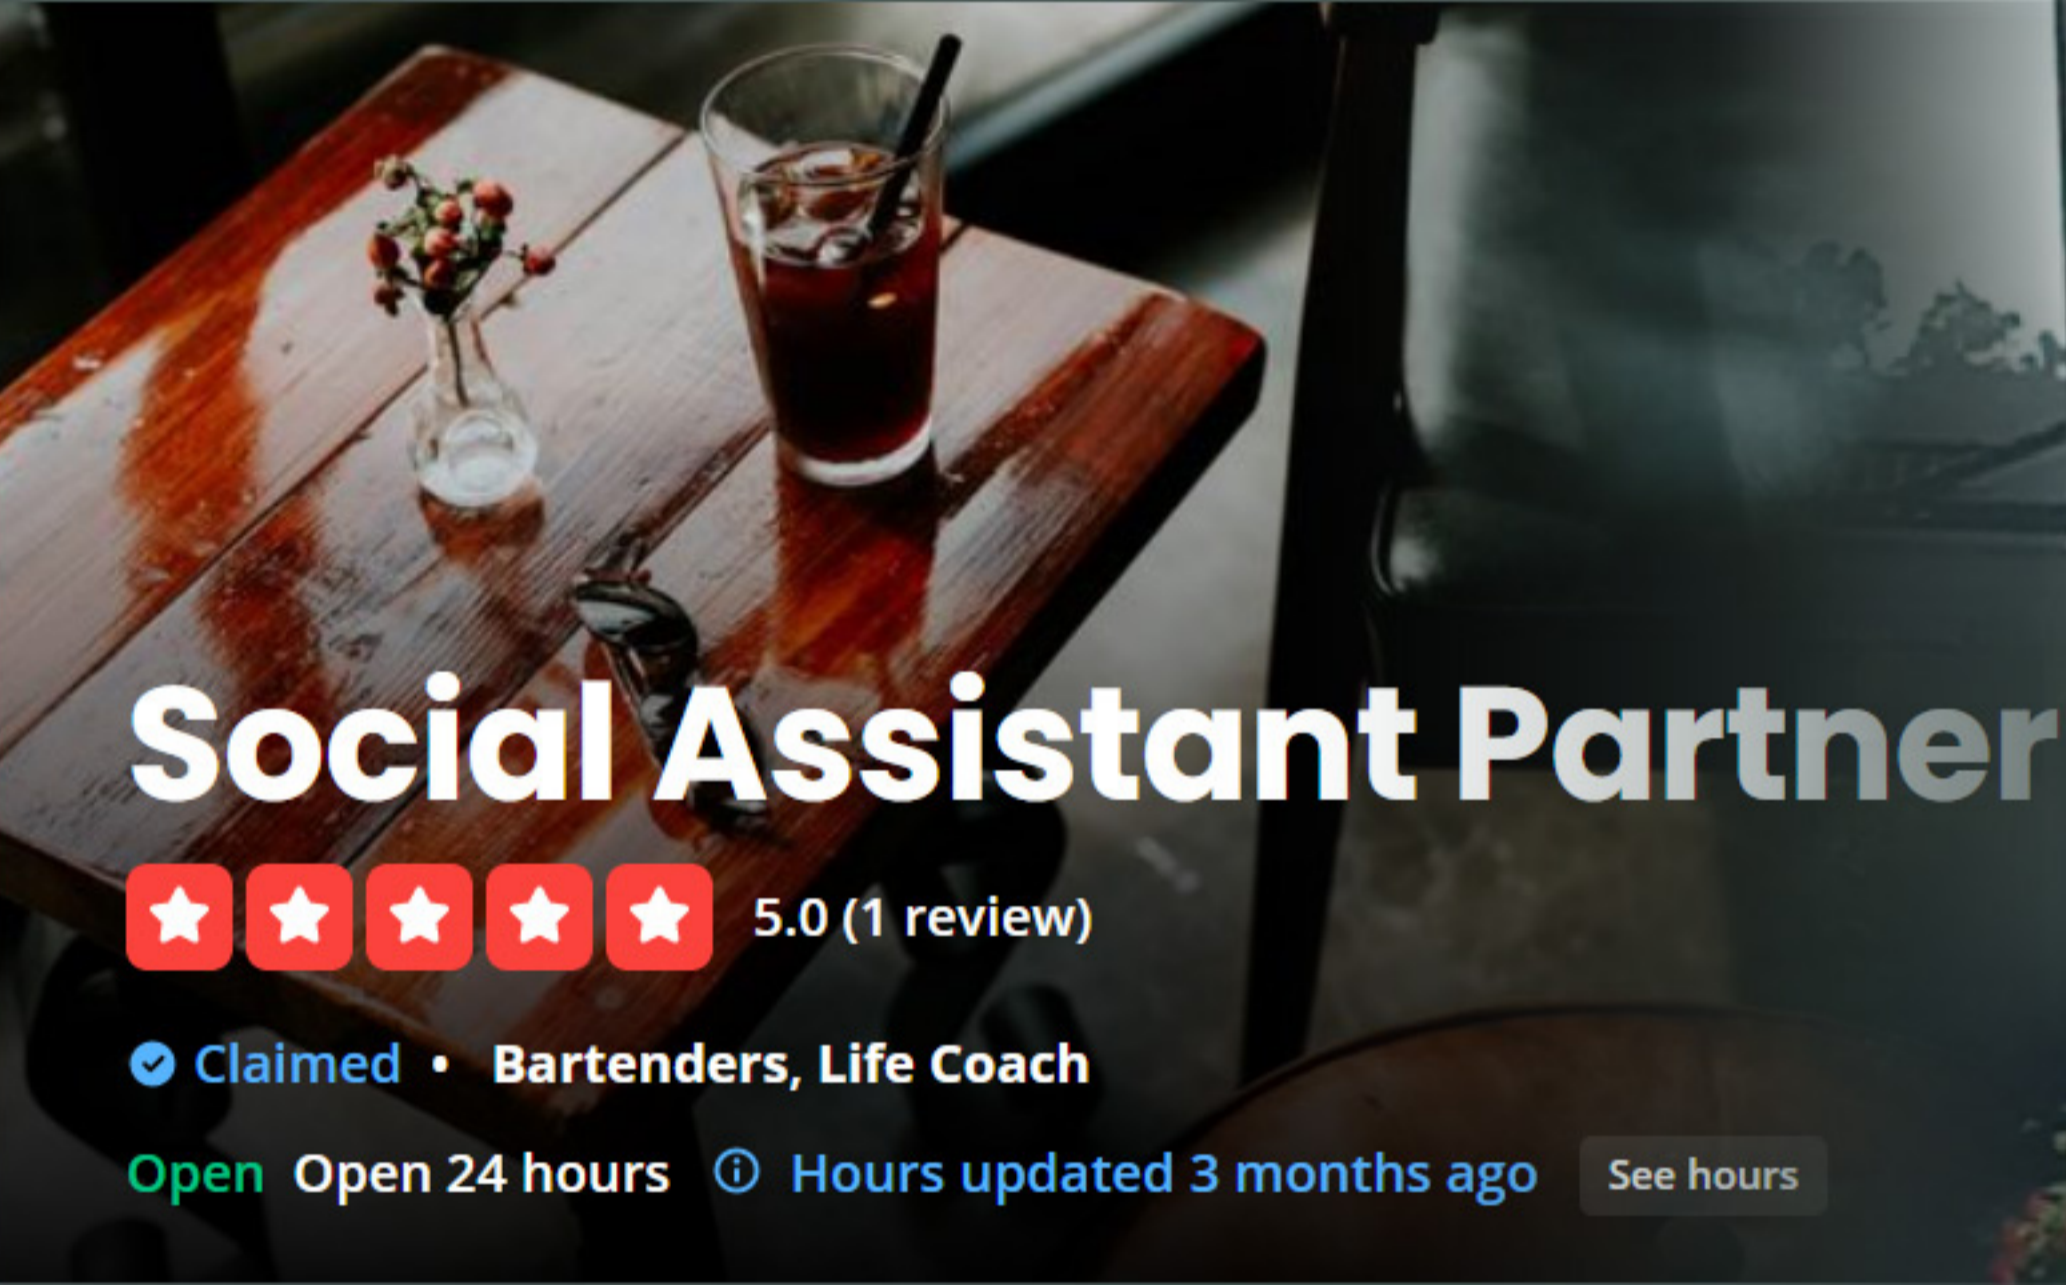 Social Assistant Partner
5.0 (1 review)
Claimed • Bartenders, Life Coach
Open Open 24 hours Hours updated 3 months ago See hours